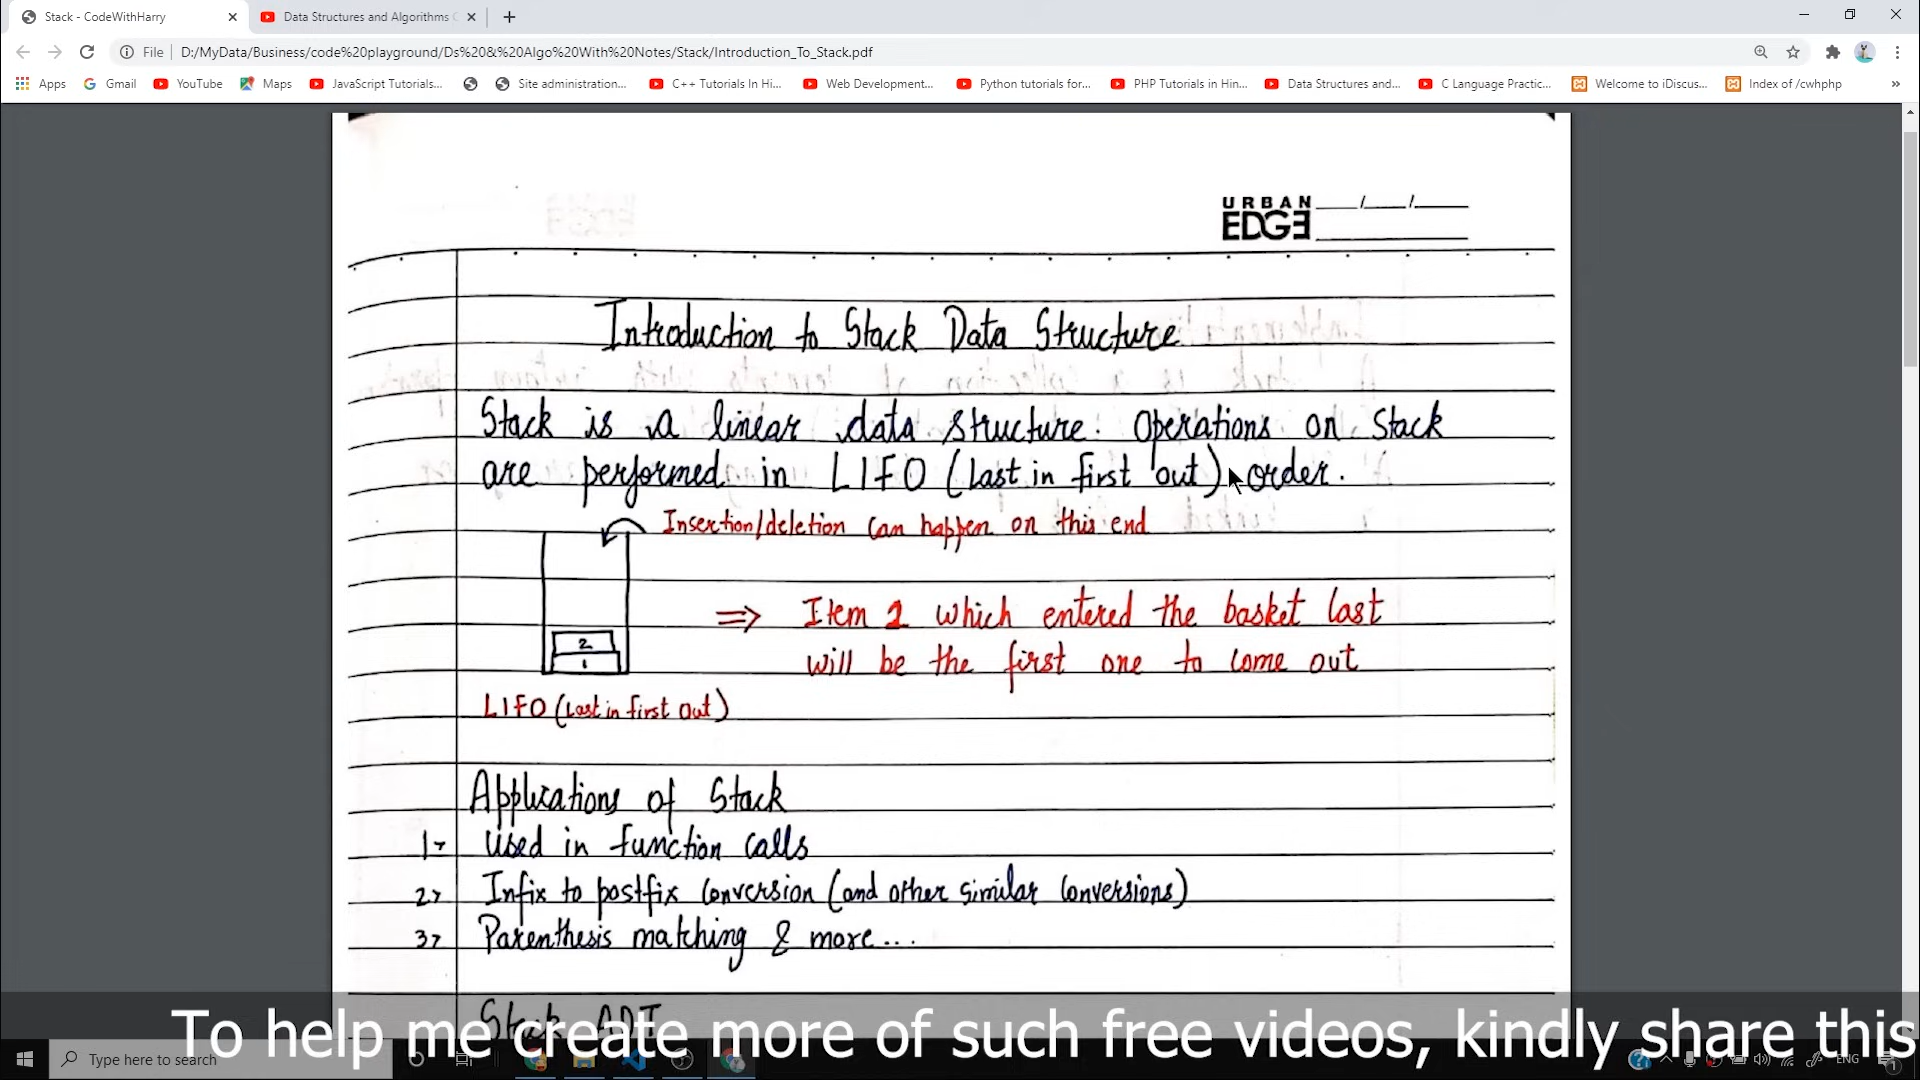 Stack - CodeWithHarry
Data Structures and Algorithms
File D:/MyData/Business/code%20playground/Ds%20&%20Algo%20With%20Notes/Stack/Introduction_To_Stack.pdf
Apps Gmail YouTube Maps JavaScript Tutorials... Site administration... C++ Tutorials In Hi... Web Development... Python tutorials for... PHP Tutorials in Hin... Data Structures and... C Language Practic... Welcome to iDiscus... Index of /cwhphp »
URBAN
EDGE
Introduction to Stack Data Structure
Stack is a linear data structure. Operations on Stack
are performed in LIFO (Last in first out) order.
Insertion/deletion can happen on this end
2
1
⇒ Item 2 which entered the basket last
will be the first one to come out
LIFO (Last in first out)
Applications of Stack
1> Used in function calls
2> Infix to postfix conversion (and other similar conversions)
3> Parenthesis matching & more...
Stack ADT
To help me create more of such free videos, kindly share this
Type here to search
ENG
1